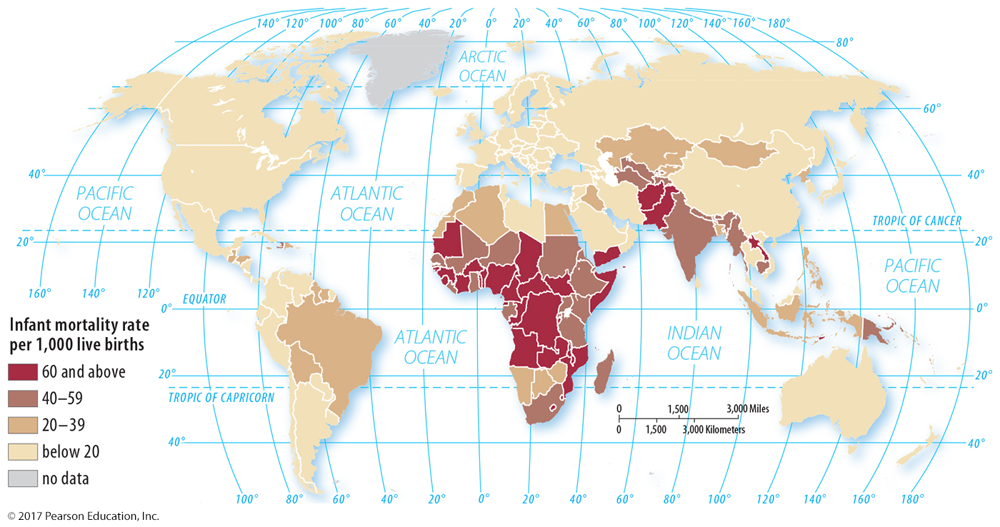 140° 120° 100° 80° 60° 40° 20° 0° 20° 40° 60° 80° 100° 120° 140° 160° 180°
80°
ARCTIC
OCEAN
60°
40°
40°
PACIFIC
OCEAN
ATLANTIC
OCEAN
TROPIC OF CANCER
20°
20°
PACIFIC
OCEAN
160° 140° 120°
EQUATOR
0°
0°
ATLANTIC
OCEAN
INDIAN
OCEAN
20°
20°
TROPIC OF CAPRICORN
40°
40°
Infant mortality rate
per 1,000 live births
60 and above
40–59
20–39
below 20
no data
0 1,500 3,000 Miles
0 1,500 3,000 Kilometers
100° 80° 60° 40° 20° 0° 20° 40° 60° 80° 100° 120° 140° 160° 180°
© 2017 Pearson Education, Inc.